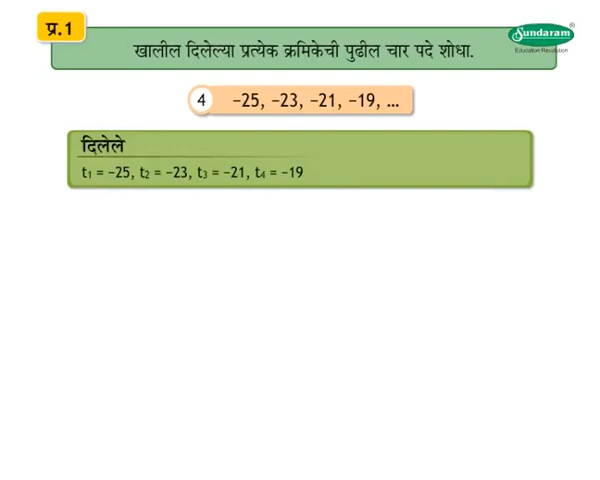 प्र.1
Sundaram®
Education Revolution
खालील दिलेल्या प्रत्येक क्रमिकेची पुढील चार पदे शोधा.
4 –25, –23, –21, –19, ...
दिलेले
t₁ = –25, t₂ = –23, t₃ = –21, t₄ = –19